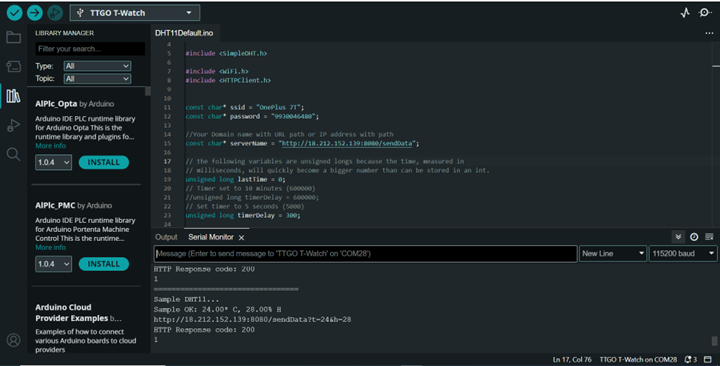 TTGO T-Watch
LIBRARY MANAGER
Filter your search...
Type: All
Topic: All
AIPlc_Opta by Arduino
Arduino IDE PLC runtime library
for Arduino Opta This is the
runtime library and plugins fo...
More info
1.0.4 INSTALL
AIPlc_PMC by Arduino
Arduino IDE PLC runtime library
for Arduino Portenta Machine
Control This is the runtime...
More info
1.0.4 INSTALL
Arduino Cloud
Provider Examples b...
Examples of how to connect
various Arduino boards to cloud
providers
DHT11Default.ino
4
5 #include <SimpleDHT.h>
6
7 #include <WiFi.h>
8 #include <HTTPClient.h>
9
10
11 const char* ssid = "OnePlus 7T";
12 const char* password = "9930046480";
13
14 //Your Domain name with URL path or IP address with path
15 const char* serverName = "http://18.212.152.139:8080/sendData";
16
17 // the following variables are unsigned longs because the time, measured in
18 // milliseconds, will quickly become a bigger number than can be stored in an int.
19 unsigned long lastTime = 0;
20 // Timer set to 10 minutes (600000)
21 //unsigned long timerDelay = 600000;
22 // Set timer to 5 seconds (5000)
23 unsigned long timerDelay = 300;
24
Output Serial Monitor
Message (Enter to send message to 'TTGO T-Watch' on 'COM28')
New Line 115200 baud
HTTP Response code: 200
1
=================================
Sample DHT11...
Sample OK: 24.00* C, 28.00% H
http://18.212.152.139:8080/sendData?t=24&h=28
HTTP Response code: 200
1
Ln 17, Col 76 TTGO T-Watch on COM28 3